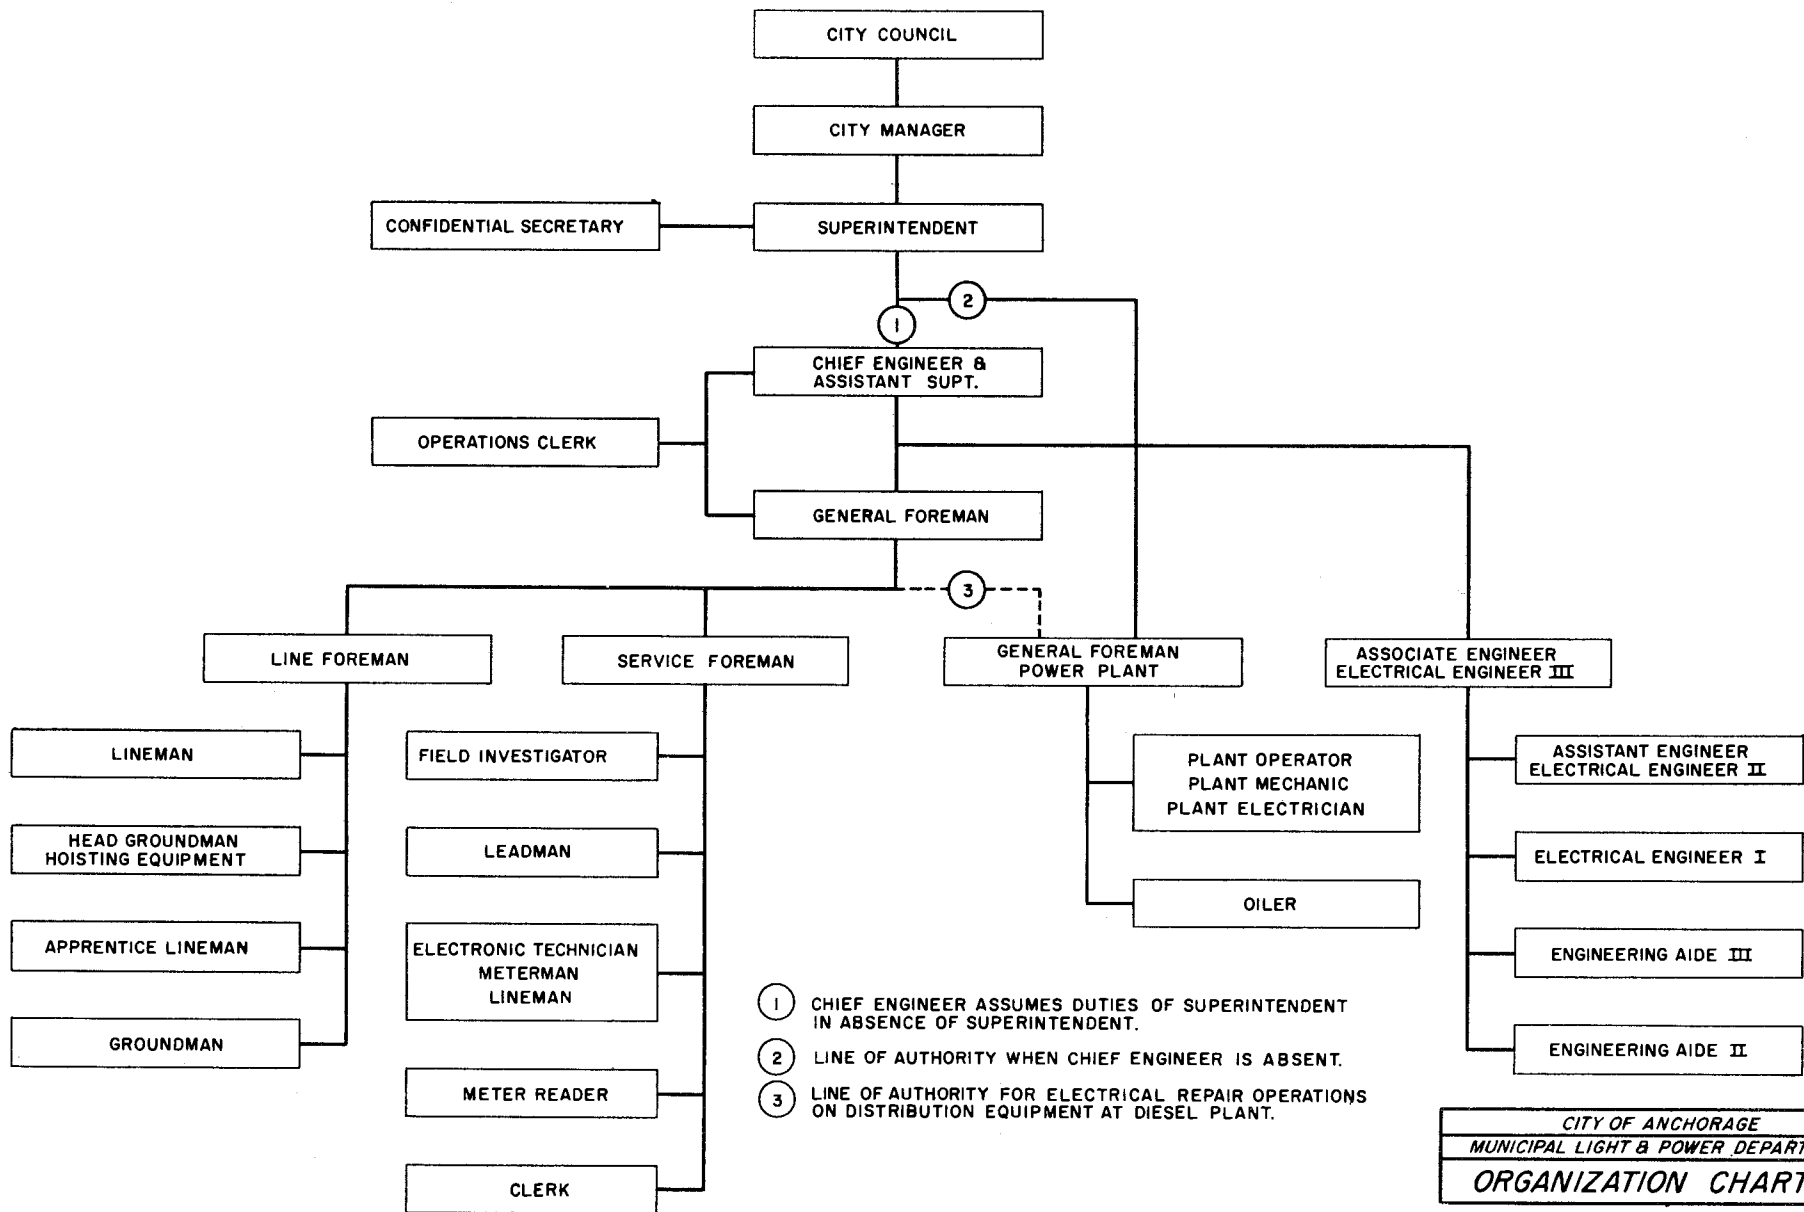 CITY COUNCIL
CITY MANAGER
CONFIDENTIAL SECRETARY
SUPERINTENDENT
2
1
CHIEF ENGINEER &
ASSISTANT SUPT.
OPERATIONS CLERK
GENERAL FOREMAN
3
LINE FOREMAN
SERVICE FOREMAN
GENERAL FOREMAN
POWER PLANT
ASSOCIATE ENGINEER
ELECTRICAL ENGINEER III
LINEMAN
HEAD GROUNDMAN
HOISTING EQUIPMENT
APPRENTICE LINEMAN
GROUNDMAN
FIELD INVESTIGATOR
LEADMAN
ELECTRONIC TECHNICIAN
METERMAN
LINEMAN
METER READER
CLERK
PLANT OPERATOR
PLANT MECHANIC
PLANT ELECTRICIAN
OILER
ASSISTANT ENGINEER
ELECTRICAL ENGINEER II
ELECTRICAL ENGINEER I
ENGINEERING AIDE III
ENGINEERING AIDE II
1 CHIEF ENGINEER ASSUMES DUTIES OF SUPERINTENDENT
IN ABSENCE OF SUPERINTENDENT.
2 LINE OF AUTHORITY WHEN CHIEF ENGINEER IS ABSENT.
3 LINE OF AUTHORITY FOR ELECTRICAL REPAIR OPERATIONS
ON DISTRIBUTION EQUIPMENT AT DIESEL PLANT.
CITY OF ANCHORAGE
MUNICIPAL LIGHT & POWER DEPART
ORGANIZATION CHART